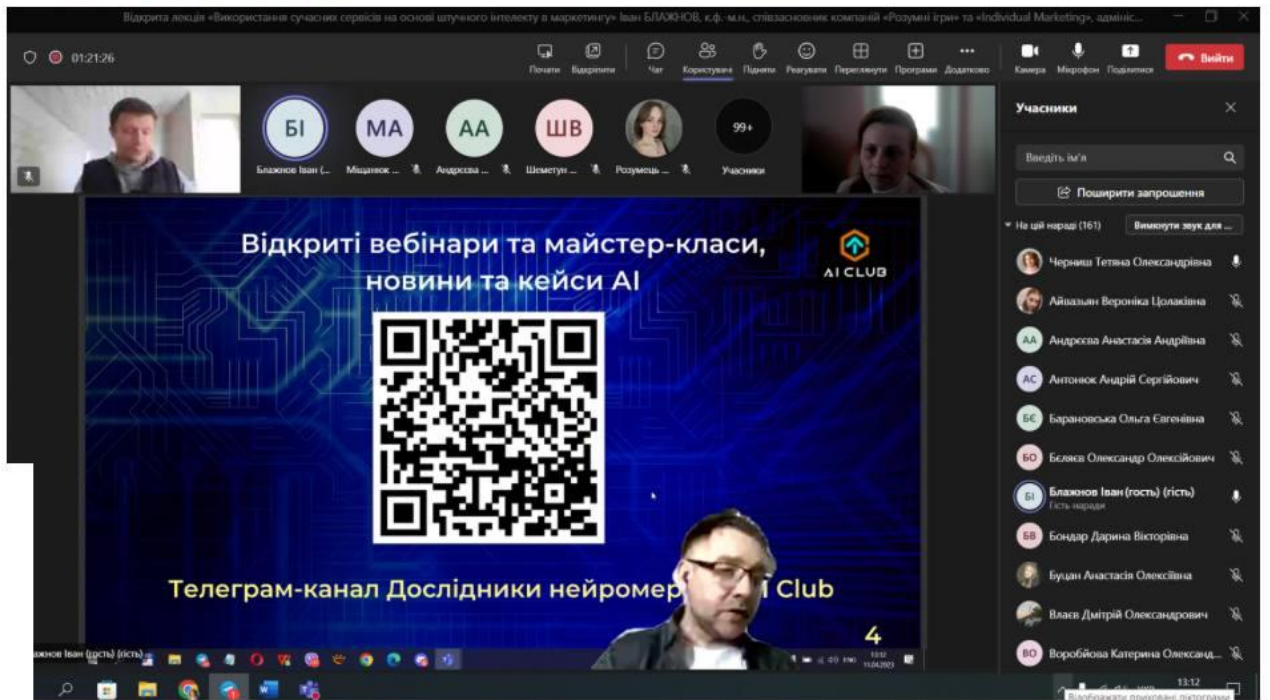 Відкрита лекція «Використання сучасних сервісів на основі штучного інтелекту в маркетингу» Іван БЛАЖНОВ, к.ф.-м.н., співзасновник компаній «Розумні ігри» та «Individual Marketing», адмініс...
01:21:26
Почати Відкріпити Чат Користувачі Підняти Реагувати Переглянути Програми Додатково Камера Мікрофон Поділитися Вийти
БІ МА АА ШВ 99+
Блажнов Іван (... Міщанюк ... Андрєєва ... Шеметун ... Розумець ... Учасники
Учасники
Введіть ім'я
Поширити запрошення
На цій нараді (161) Вимкнути звук для ...
Черниш Тетяна Олександрівна
Айвазьян Вероніка Цолаківна
АА Андрєєва Анастасія Андріївна
АС Антонюк Андрій Сергійович
БЄ Барановська Ольга Євгенівна
БО Бєляєв Олександр Олексійович
БІ Блажнов Іван (гость) (гість)
Гість наради
БВ Бондар Дарина Вікторівна
Буцан Анастасія Олексіївна
Влаєв Дмітрій Олександрович
ВО Воробйова Катерина Олександ...
Відкриті вебінари та майстер-класи,
новини та кейси AI
AI CLUB
Телеграм-канал Дослідники нейромер Club
4
лажнов Іван (гость) (гість)
13:12
11.04.2023
13:12
Відображати приховані піктограми